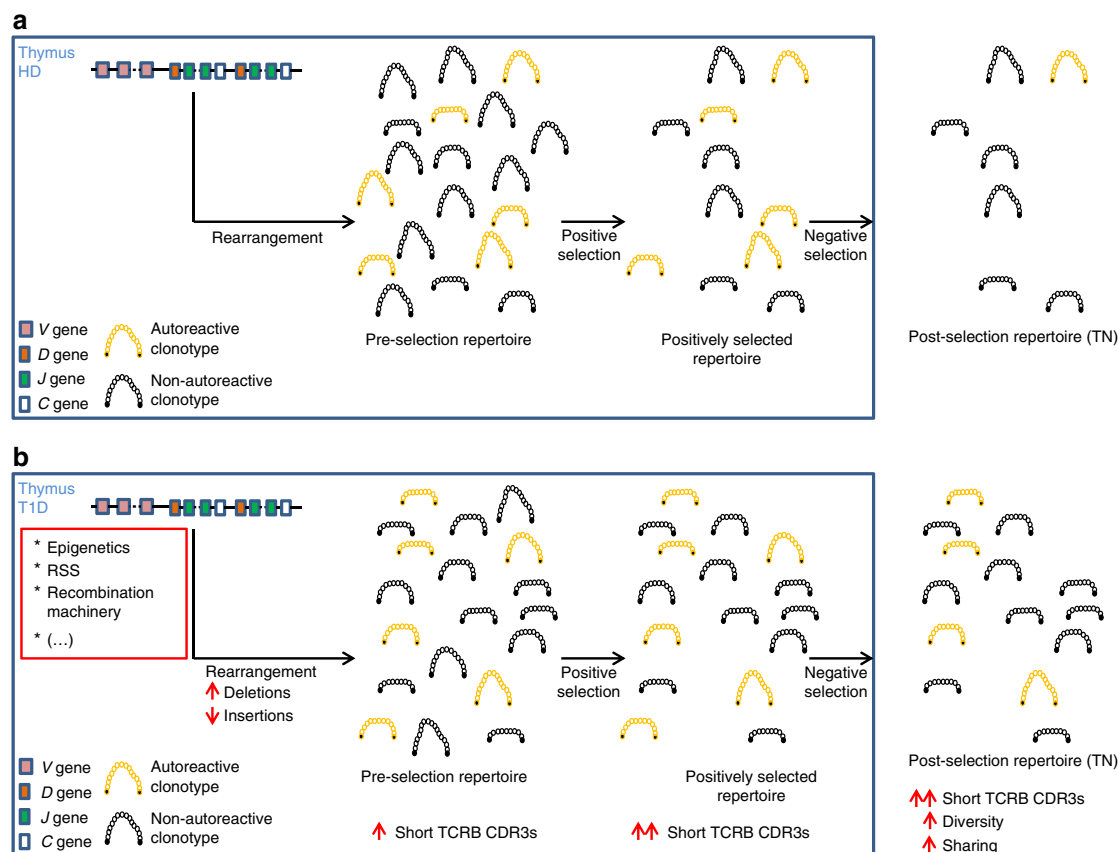 a
Thymus
HD
Rearrangement
Positive
selection
Negative
selection
V gene
D gene
J gene
C gene
Autoreactive
clonotype
Non-autoreactive
clonotype
Pre-selection repertoire
Positively selected
repertoire
Post-selection repertoire (TN)
b
Thymus
T1D
* Epigenetics
* RSS
* Recombination
machinery
* (...)
Rearrangement
↑ Deletions
↓ Insertions
Positive
selection
Negative
selection
V gene
D gene
J gene
C gene
Autoreactive
clonotype
Non-autoreactive
clonotype
Pre-selection repertoire
↑ Short TCRB CDR3s
Positively selected
repertoire
↑↑ Short TCRB CDR3s
Post-selection repertoire (TN)
↑↑ Short TCRB CDR3s
↑ Diversity
↑ Sharing